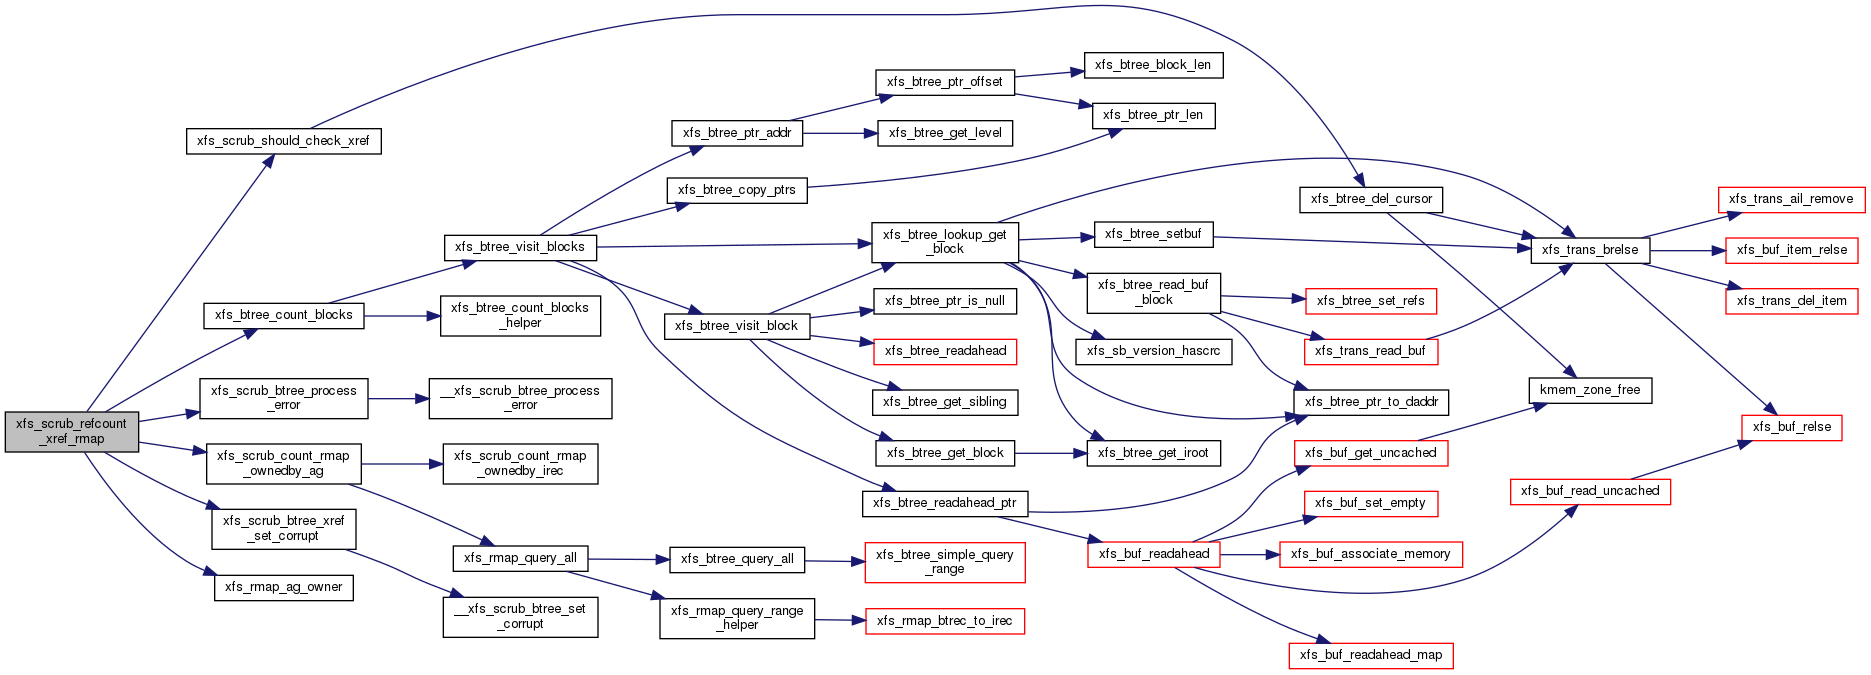 xfs_scrub_refcount
_xref_rmap
xfs_scrub_should_check_xref
xfs_btree_count_blocks
xfs_scrub_btree_process
_error
xfs_scrub_count_rmap
_ownedby_ag
xfs_scrub_btree_xref
_set_corrupt
xfs_rmap_ag_owner
xfs_btree_visit_blocks
xfs_btree_count_blocks
_helper
__xfs_scrub_btree_process
_error
xfs_scrub_count_rmap
_ownedby_irec
xfs_rmap_query_all
__xfs_scrub_btree_set
_corrupt
xfs_btree_ptr_addr
xfs_btree_copy_ptrs
xfs_btree_visit_block
xfs_btree_query_all
xfs_rmap_query_range
_helper
xfs_btree_ptr_offset
xfs_btree_get_level
xfs_btree_lookup_get
_block
xfs_btree_ptr_is_null
xfs_btree_readahead
xfs_btree_get_sibling
xfs_btree_get_block
xfs_btree_readahead_ptr
xfs_btree_simple_query
_range
xfs_rmap_btrec_to_irec
xfs_btree_block_len
xfs_btree_ptr_len
xfs_btree_setbuf
xfs_btree_read_buf
_block
xfs_sb_version_hascrc
xfs_btree_get_iroot
xfs_buf_readahead
xfs_btree_del_cursor
xfs_btree_set_refs
xfs_trans_read_buf
xfs_btree_ptr_to_daddr
xfs_buf_get_uncached
xfs_buf_set_empty
xfs_buf_associate_memory
xfs_buf_readahead_map
xfs_trans_brelse
kmem_zone_free
xfs_buf_read_uncached
xfs_trans_ail_remove
xfs_buf_item_relse
xfs_trans_del_item
xfs_buf_relse